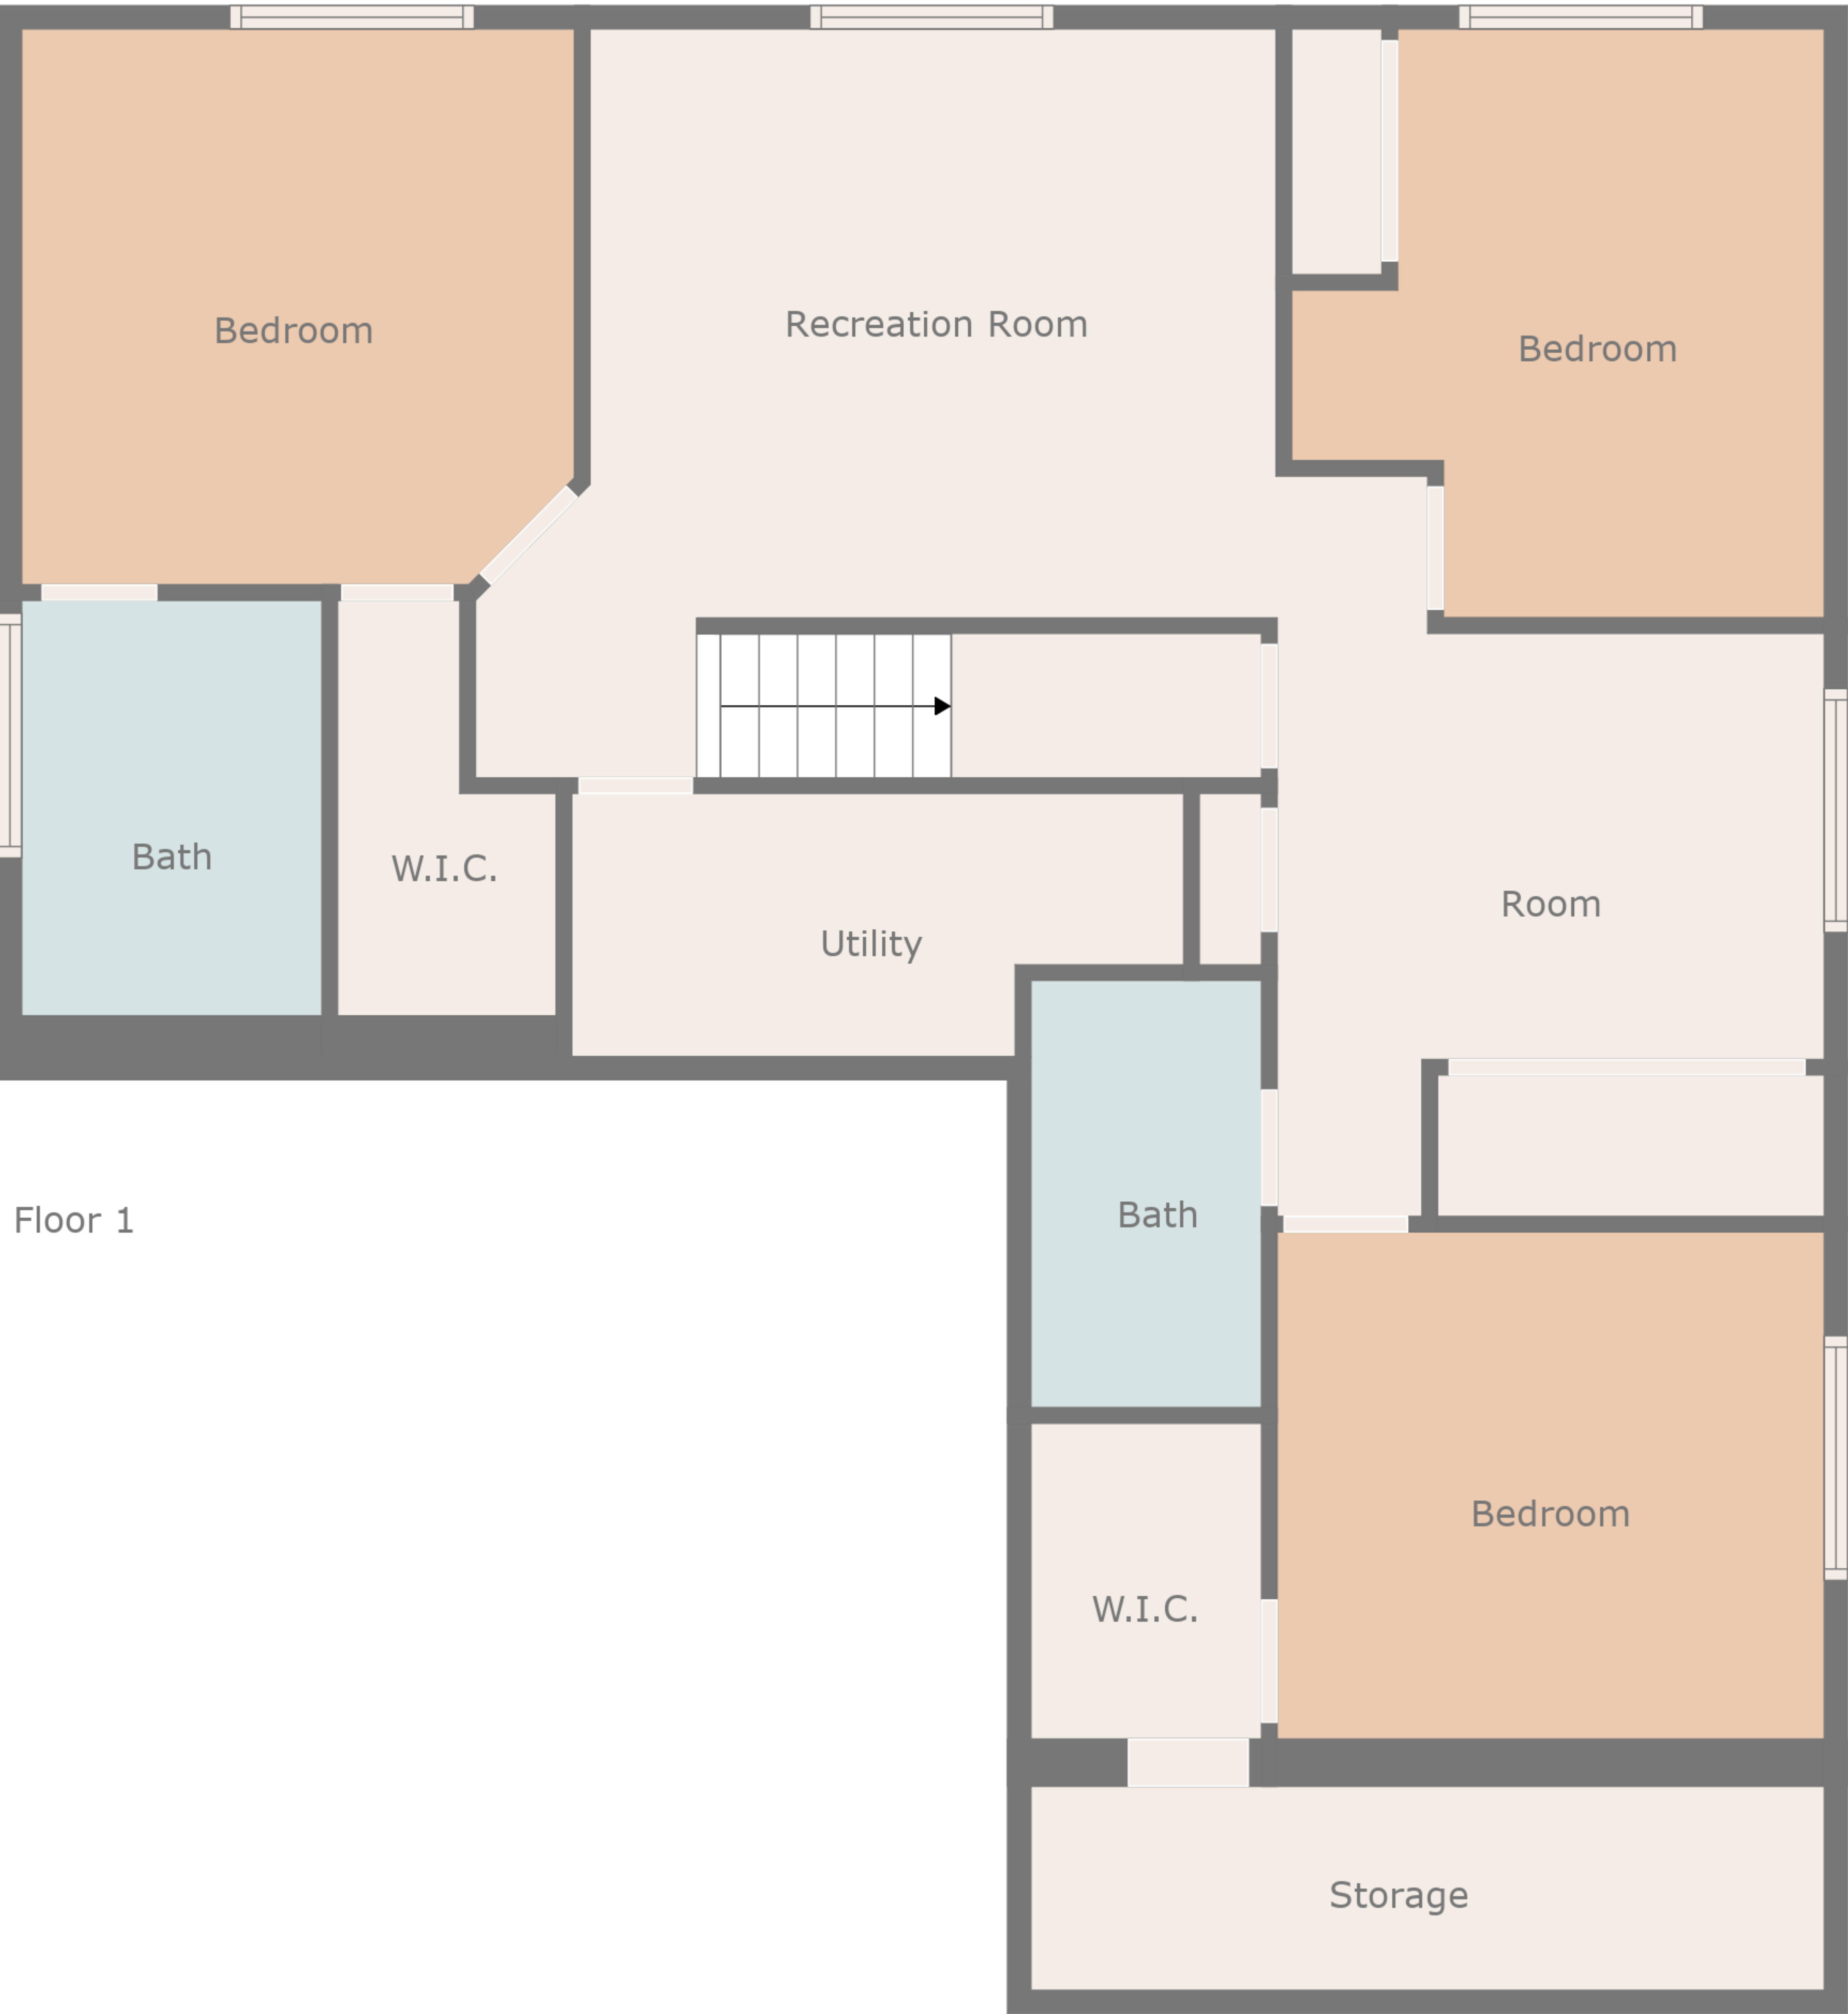 Bedroom
Recreation Room
Bedroom
Bath
W.I.C.
Utility
Room
Floor 1
Bath
Bedroom
W.I.C.
Storage